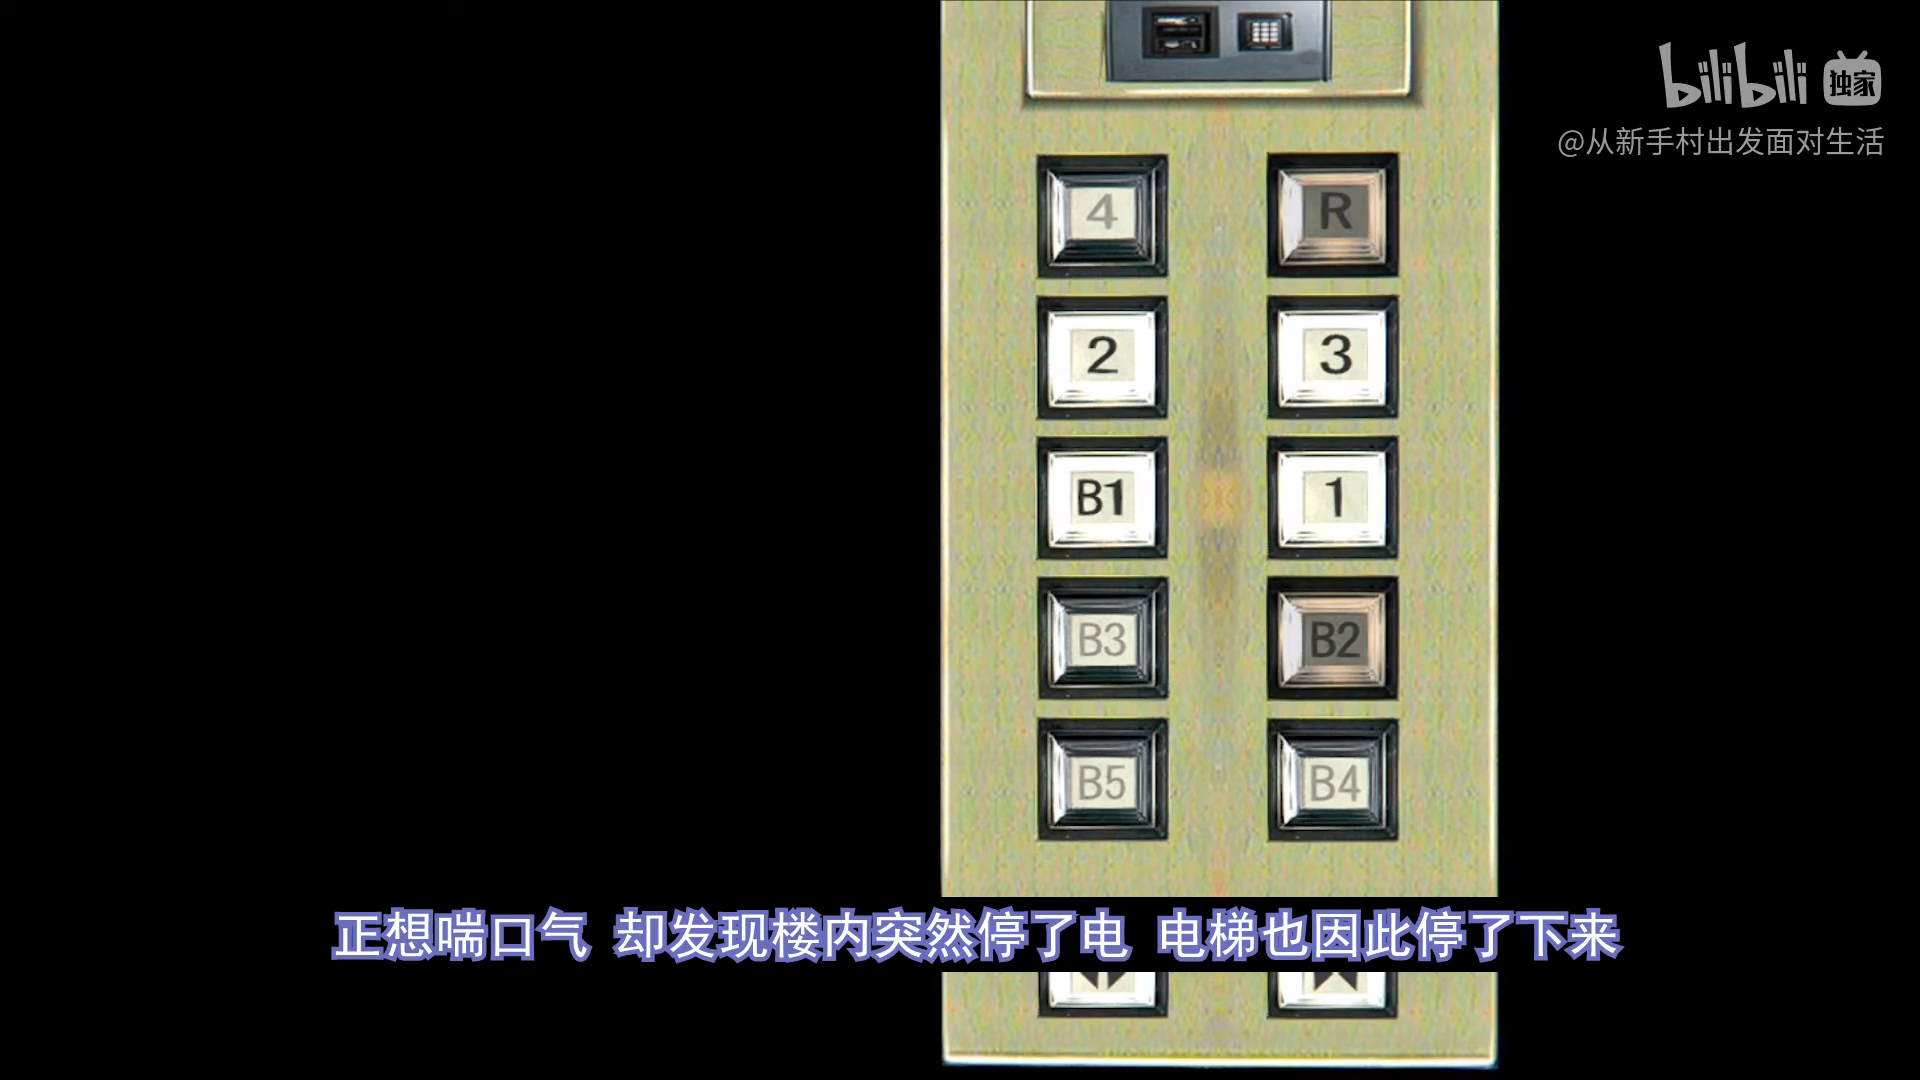 bilibili 独家
@从新手村出发面对生活
4 R
2 3
B1 1
B3 B2
B5 B4
正想喘口气 却发现楼内突然停了电 电梯也因此停了下来